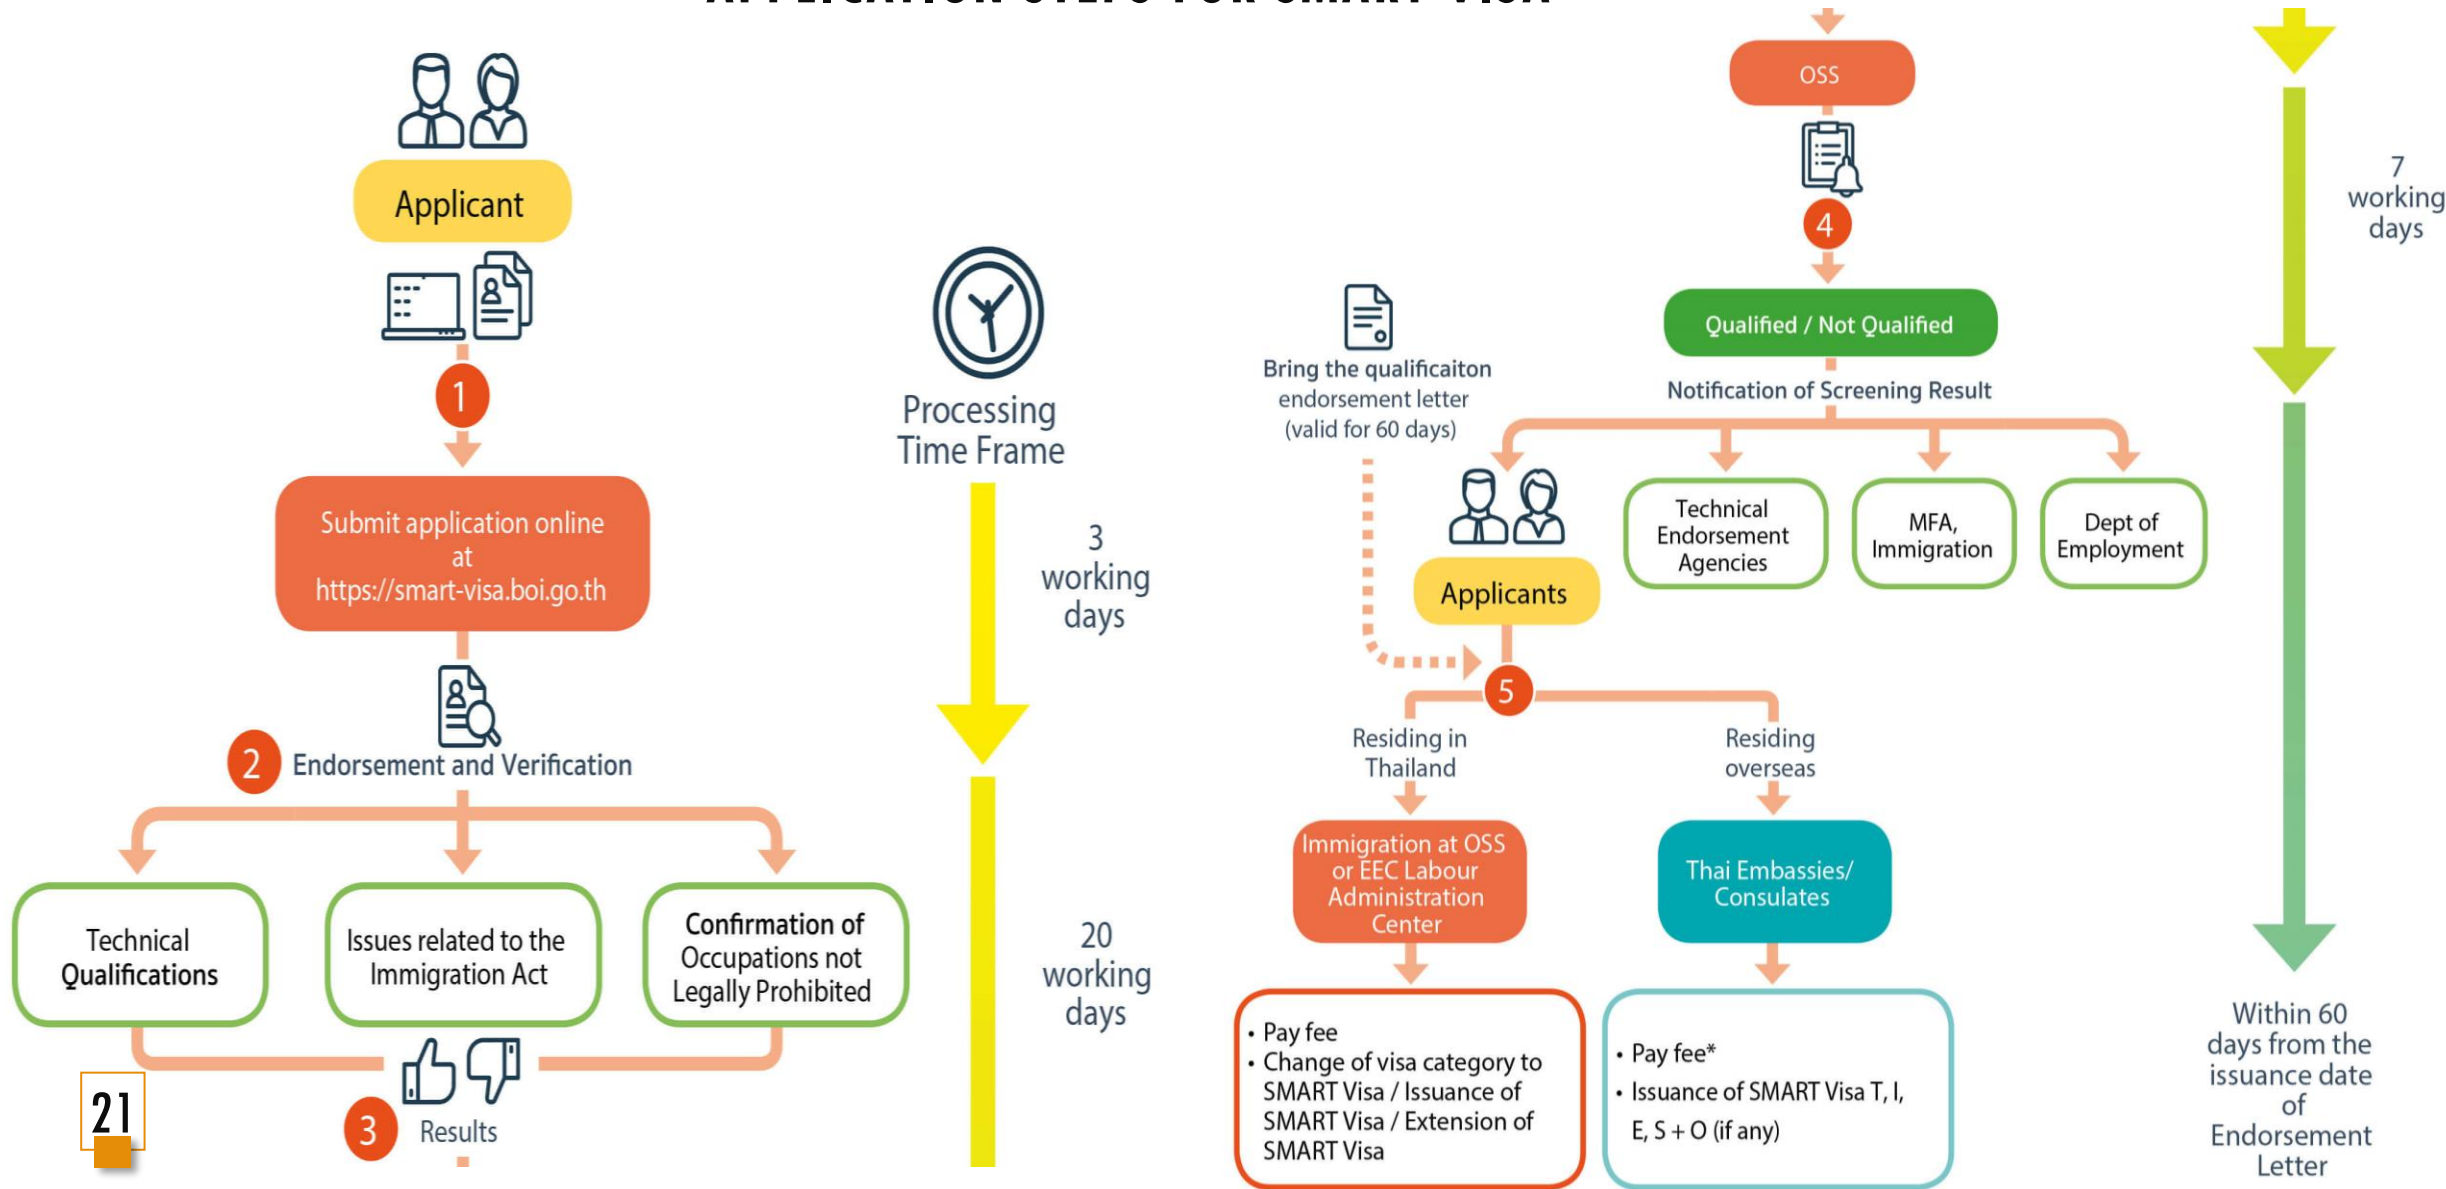 APPLICATION STEPS FOR SMART VISA
Applicant
1
Submit application online
at
https://smart-visa.boi.go.th
2
Endorsement and Verification
Technical
Qualifications
Issues related to the
Immigration Act
Confirmation of
Occupations not
Legally Prohibited
3
Results
21
Processing
Time Frame
3
working
days
20
working
days
OSS
4
Qualified / Not Qualified
Notification of Screening Result
Bring the qualificaiton
endorsement letter
(valid for 60 days)
Applicants
Technical
Endorsement
Agencies
MFA,
Immigration
Dept of
Employment
5
Residing in
Thailand
Residing
overseas
Immigration at OSS
or EEC Labour
Administration
Center
Thai Embassies/
Consulates
• Pay fee
• Change of visa category to
SMART Visa / Issuance of
SMART Visa / Extension of
SMART Visa
• Pay fee*
• Issuance of SMART Visa T, I,
E, S + O (if any)
7
working
days
Within 60
days from the
issuance date
of
Endorsement
Letter